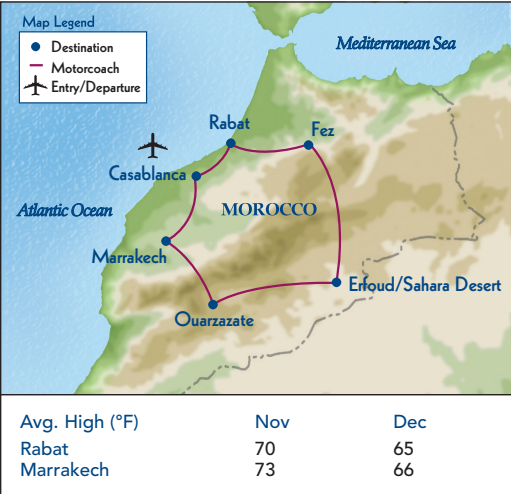 Map Legend
Destination
Motorcoach
Entry/Departure
Mediterranean Sea
Rabat
Fez
Casablanca
Atlantic Ocean
MOROCCO
Marrakech
Erfoud/Sahara Desert
Ouarzazate
Avg. High (°F) Nov Dec
Rabat 70 65
Marrakech 73 66